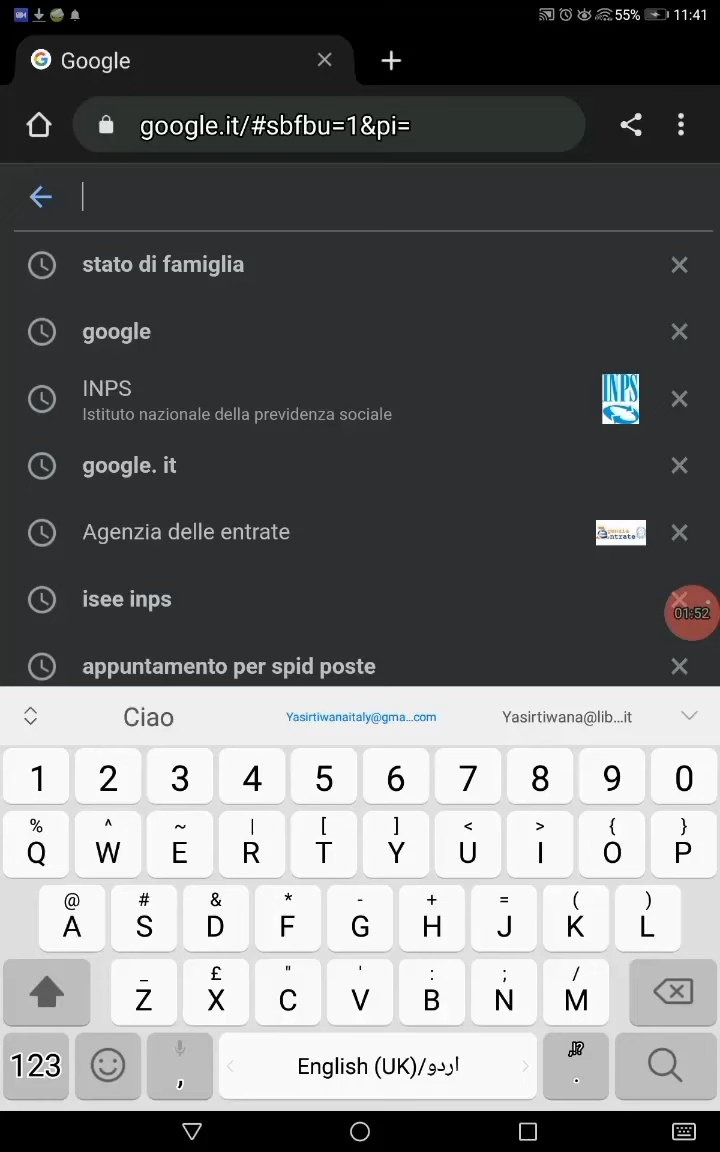 55% 11:41
Google
google.it/#sbfbu=1&pi=
stato di famiglia
google
INPS
Istituto nazionale della previdenza sociale
INPS
google. it
Agenzia delle entrate
isee inps
01:52
appuntamento per spid poste
Ciao Yasirtiwanaitaly@gma...com Yasirtiwana@lib...it
1 2 3 4 5 6 7 8 9 0
% ^ ~ | [ ] < > { }
Q W E R T Y U I O P
@ # & * - + = ( )
A S D F G H J K L
_ £ " ' : ; /
Z X C V B N M
123 , English (UK)/اردو .